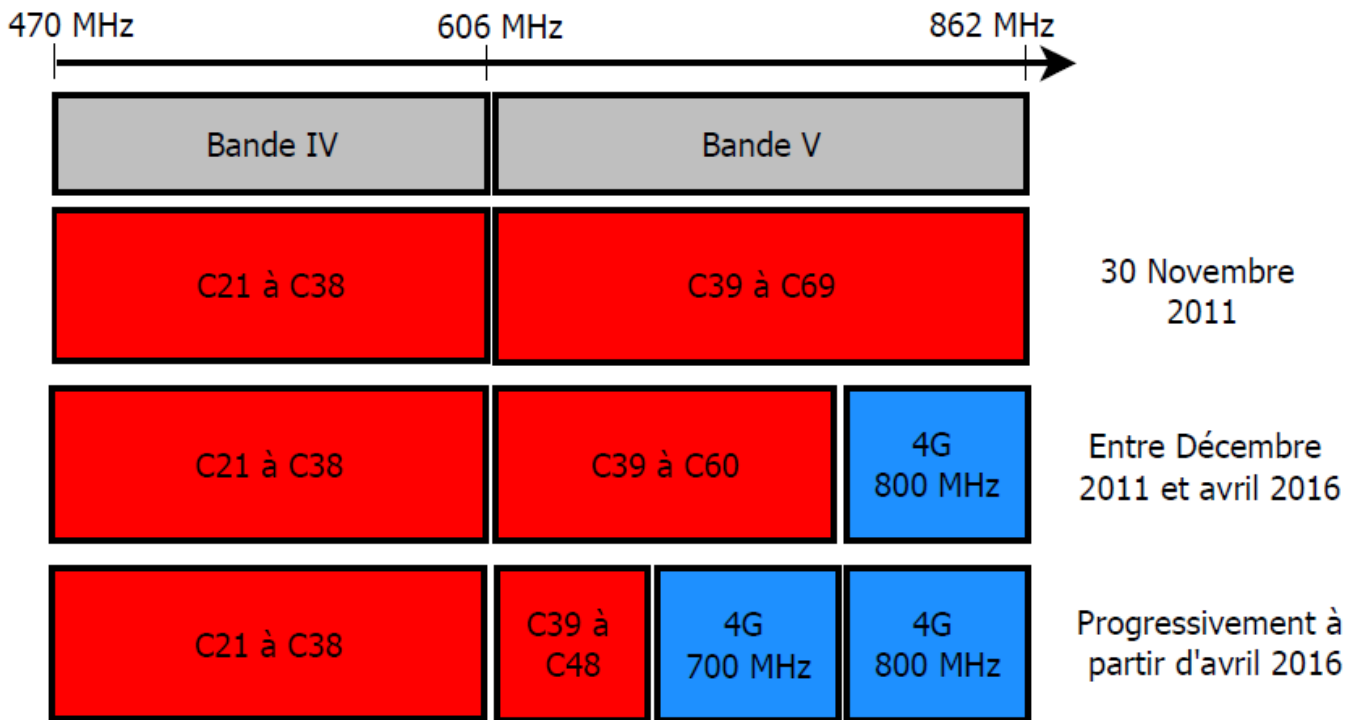 470 MHz
606 MHz
862 MHz
Bande IV
Bande V
C21 à C38
C39 à C69
30 Novembre
2011
C21 à C38
C39 à C60
4G
800 MHz
Entre Décembre
2011 et avril 2016
C21 à C38
C39 à
C48
4G
700 MHz
4G
800 MHz
Progressivement à
partir d'avril 2016